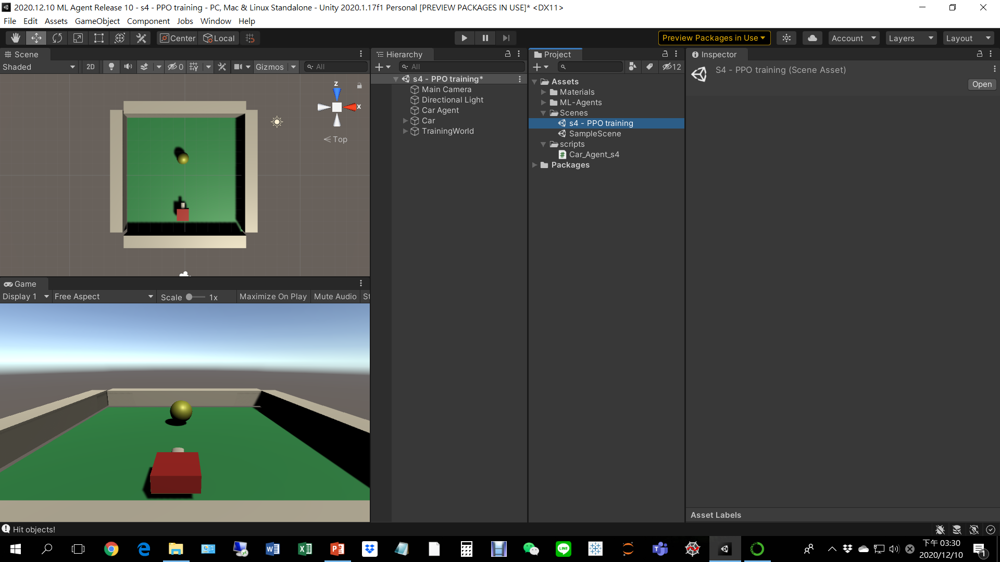 2020.12.10 ML Agent Release 10 - s4 - PPO training - PC, Mac & Linux Standalone - Unity 2020.1.17f1 Personal [PREVIEW PACKAGES IN USE]* <DX11>
File Edit Assets GameObject Component Jobs Window Help
Center Local Preview Packages in Use Account Layers Layout
Scene
Shaded 2D 0 Gizmos All
z
x
Top
Game
Display 1 Free Aspect Scale 1x Maximize On Play Mute Audio St
Hierarchy
All
s4 - PPO training*
Main Camera
Directional Light
Car Agent
Car
TrainingWorld
Project
12
Assets
Materials
ML-Agents
Scenes
s4 - PPO training
SampleScene
scripts
Car_Agent_s4
Packages
Inspector
S4 - PPO training (Scene Asset)
Open
Asset Labels
Hit objects!
LINE
下午 03:30
2020/12/10
1